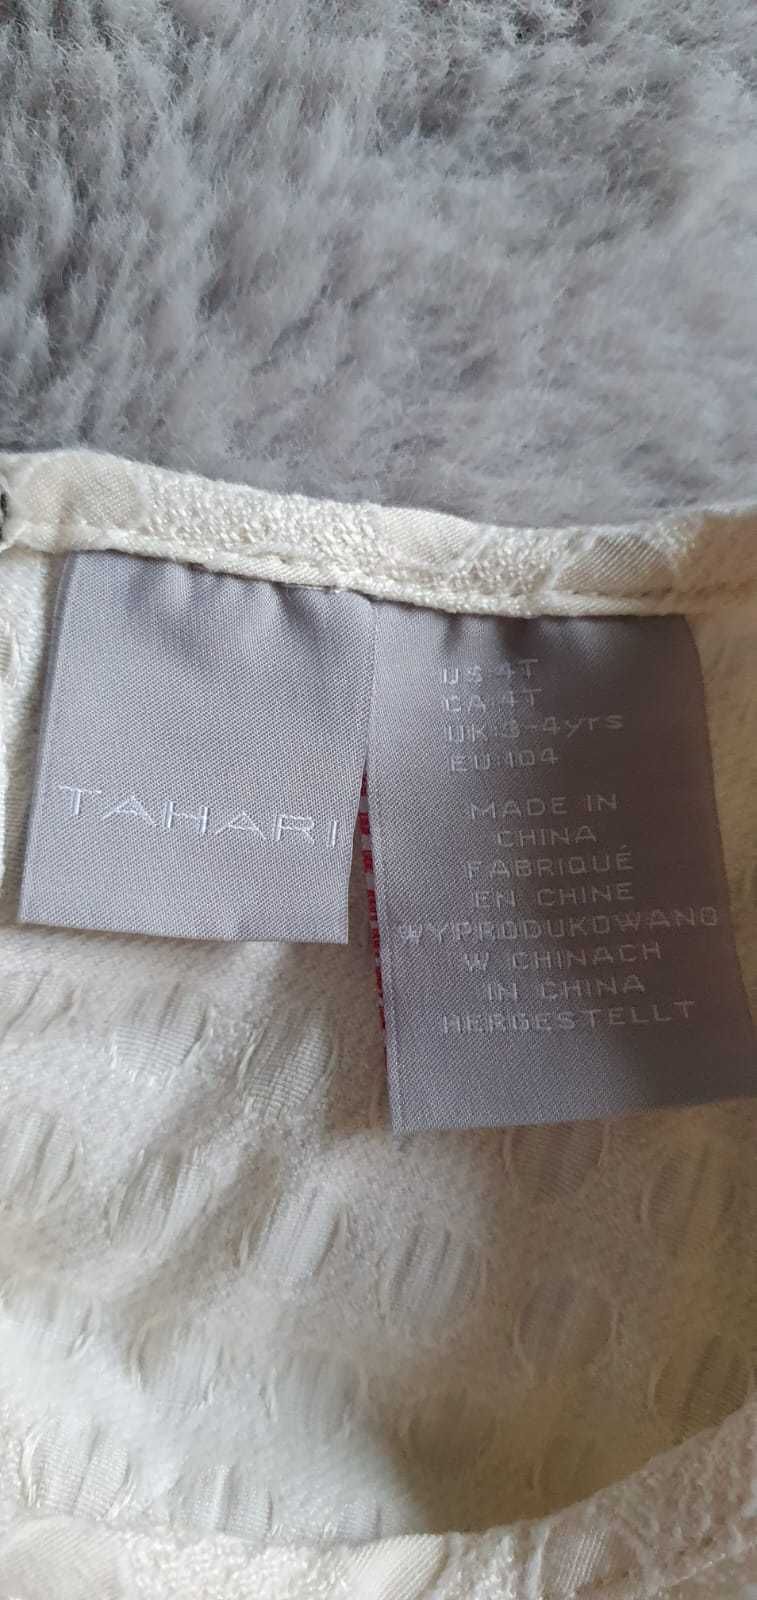 TAHARI
US:4T
CA:4T
UK:3-4yrs
EU:104
MADE IN
CHINA
FABRIQUÉ
EN CHINE
WYPRODUKOWANO
W CHINACH
IN CHINA
HERGESTELLT